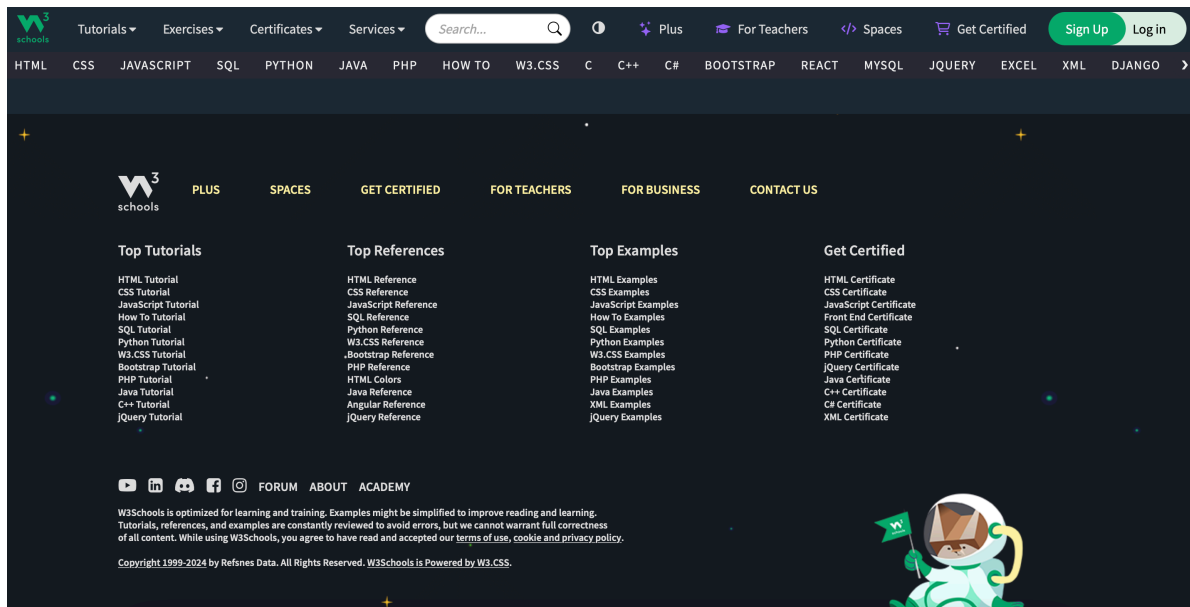 W3 schools Tutorials Exercises Certificates Services Search... Plus For Teachers Spaces Get Certified Sign Up Log in
HTML CSS JAVASCRIPT SQL PYTHON JAVA PHP HOW TO W3.CSS C C++ C# BOOTSTRAP REACT MYSQL JQUERY EXCEL XML DJANGO
W3 schools PLUS SPACES GET CERTIFIED FOR TEACHERS FOR BUSINESS CONTACT US
Top Tutorials
HTML Tutorial
CSS Tutorial
JavaScript Tutorial
How To Tutorial
SQL Tutorial
Python Tutorial
W3.CSS Tutorial
Bootstrap Tutorial
PHP Tutorial
Java Tutorial
C++ Tutorial
jQuery Tutorial
Top References
HTML Reference
CSS Reference
JavaScript Reference
SQL Reference
Python Reference
W3.CSS Reference
Bootstrap Reference
PHP Reference
HTML Colors
Java Reference
Angular Reference
jQuery Reference
Top Examples
HTML Examples
CSS Examples
JavaScript Examples
How To Examples
SQL Examples
Python Examples
W3.CSS Examples
Bootstrap Examples
PHP Examples
Java Examples
XML Examples
jQuery Examples
Get Certified
HTML Certificate
CSS Certificate
JavaScript Certificate
Front End Certificate
SQL Certificate
Python Certificate
PHP Certificate
jQuery Certificate
Java Certificate
C++ Certificate
C# Certificate
XML Certificate
FORUM ABOUT ACADEMY
W3Schools is optimized for learning and training. Examples might be simplified to improve reading and learning.
Tutorials, references, and examples are constantly reviewed to avoid errors, but we cannot warrant full correctness
of all content. While using W3Schools, you agree to have read and accepted our terms of use, cookie and privacy policy.
Copyright 1999-2024 by Refsnes Data. All Rights Reserved. W3Schools is Powered by W3.CSS.